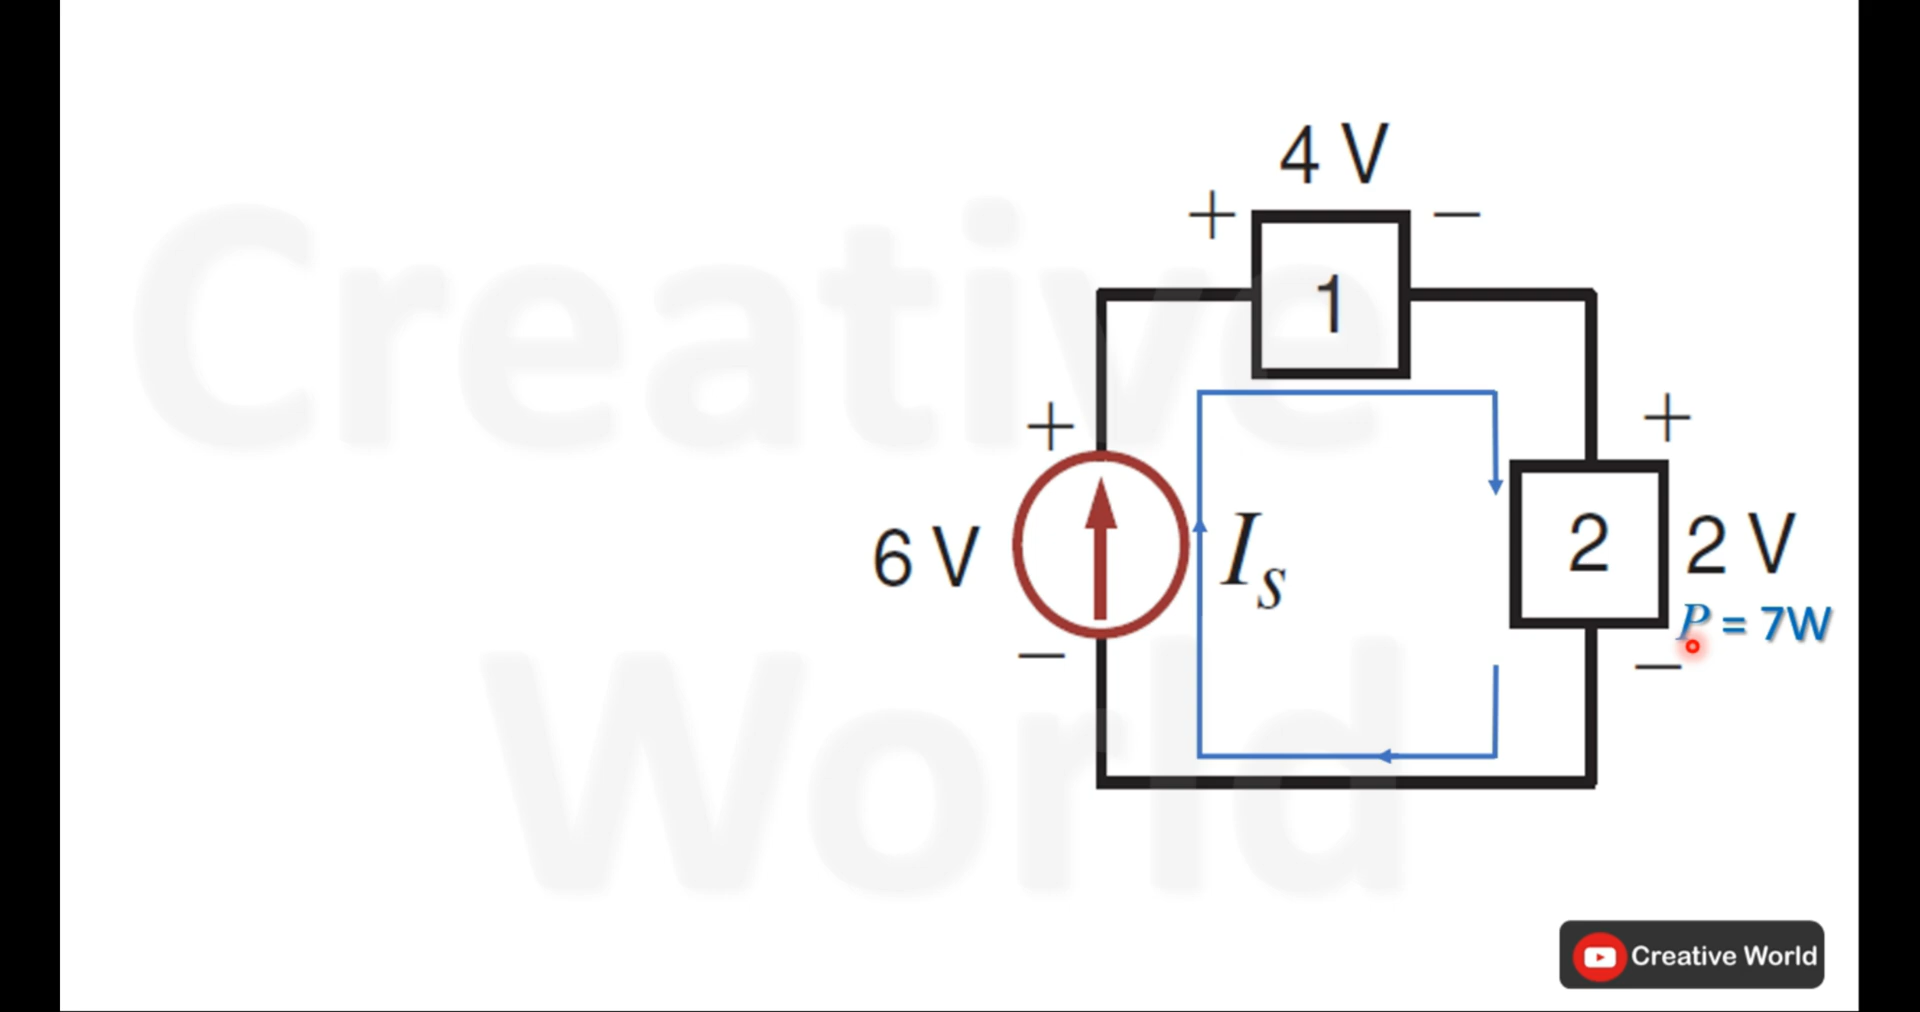 Creative
World
4 V
+ −
1
+
+
6 V
I_s
2
2 V
P = 7W
−
−
Creative World